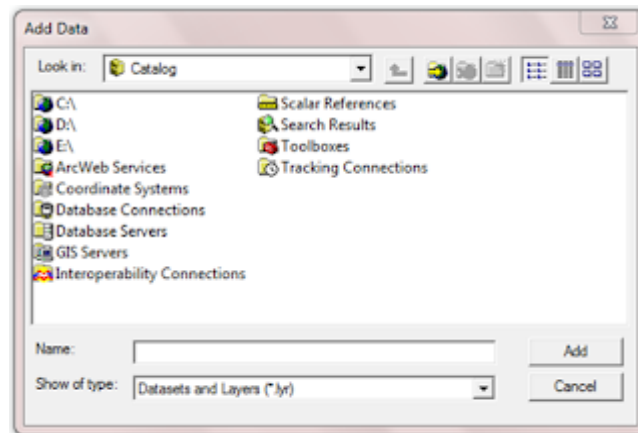 Add Data
Look in: Catalog
C:\
D:\
E:\
ArcWeb Services
Coordinate Systems
Database Connections
Database Servers
GIS Servers
Interoperability Connections
Scalar References
Search Results
Toolboxes
Tracking Connections
Name: Add
Show of type: Datasets and Layers (*.lyr) Cancel